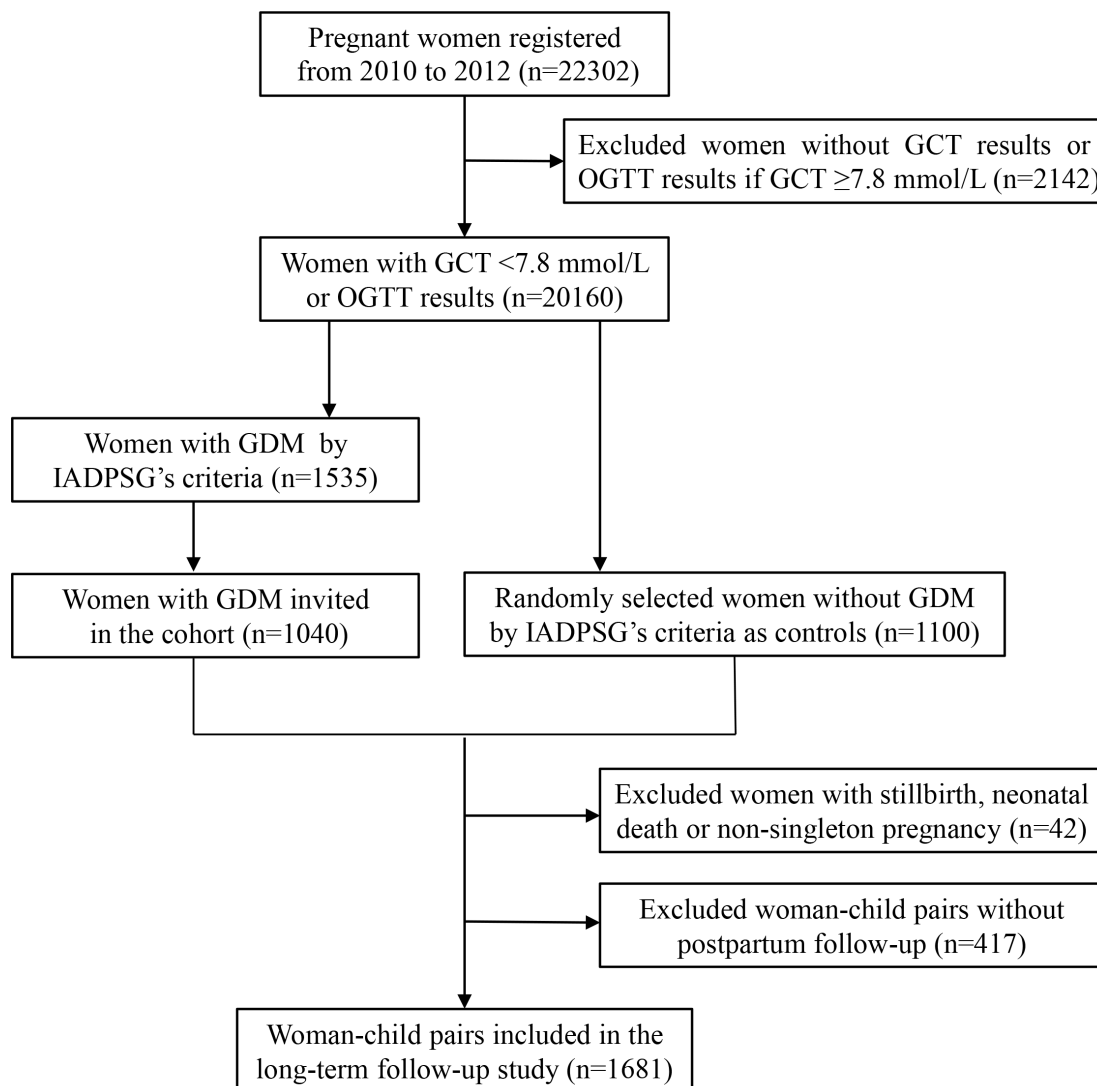 Pregnant women registered
from 2010 to 2012 (n=22302)
Excluded women without GCT results or
OGTT results if GCT ≥7.8 mmol/L (n=2142)
Women with GCT <7.8 mmol/L
or OGTT results (n=20160)
Women with GDM by
IADPSG’s criteria (n=1535)
Women with GDM invited
in the cohort (n=1040)
Randomly selected women without GDM
by IADPSG’s criteria as controls (n=1100)
Excluded women with stillbirth, neonatal
death or non-singleton pregnancy (n=42)
Excluded woman-child pairs without
postpartum follow-up (n=417)
Woman-child pairs included in the
long-term follow-up study (n=1681)